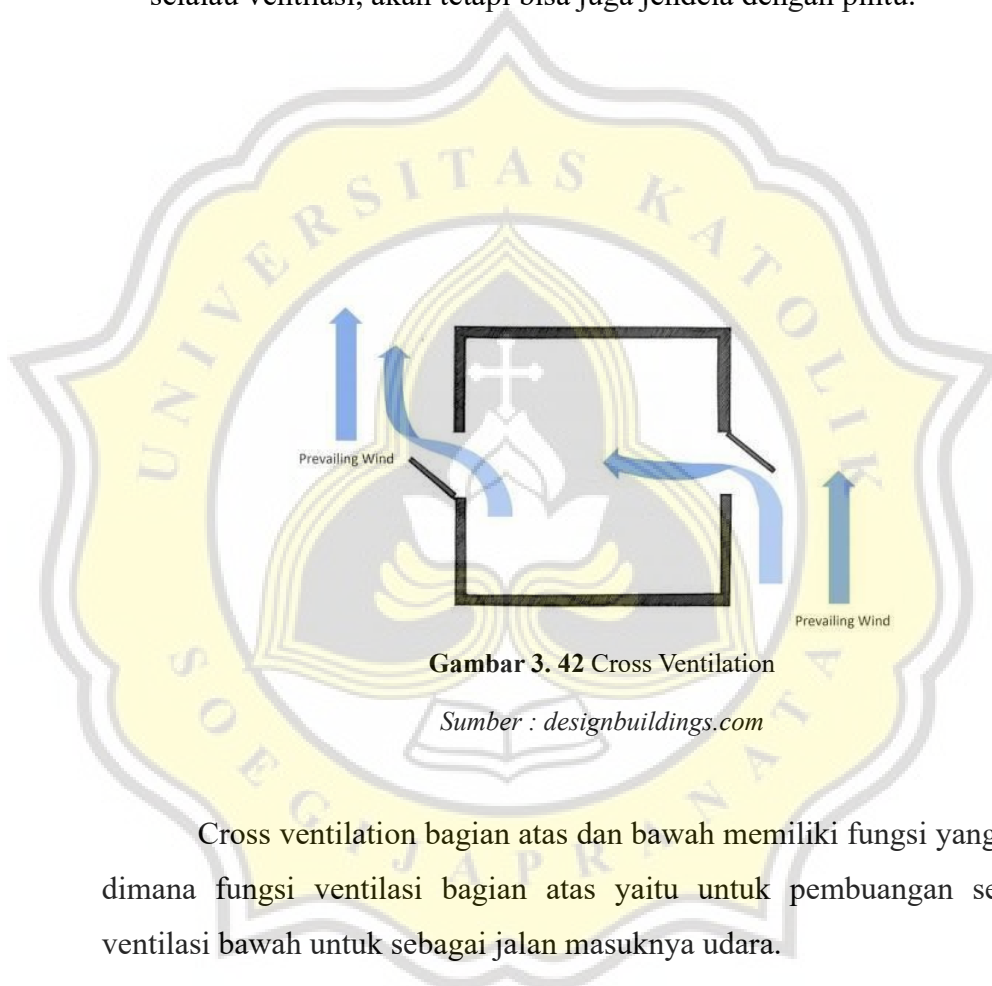 selalau ventilasi, akan tetapi bisa juga jendela dengan pintu.
UNIVERSITAS KATOLIK
Prevailing Wind
Prevailing Wind
Gambar 3. 42 Cross Ventilation
Sumber : designbuildings.com
SOEGIJAPRANATA
Cross ventilation bagian atas dan bawah memiliki fungsi yang
dimana fungsi ventilasi bagian atas yaitu untuk pembuangan se
ventilasi bawah untuk sebagai jalan masuknya udara.